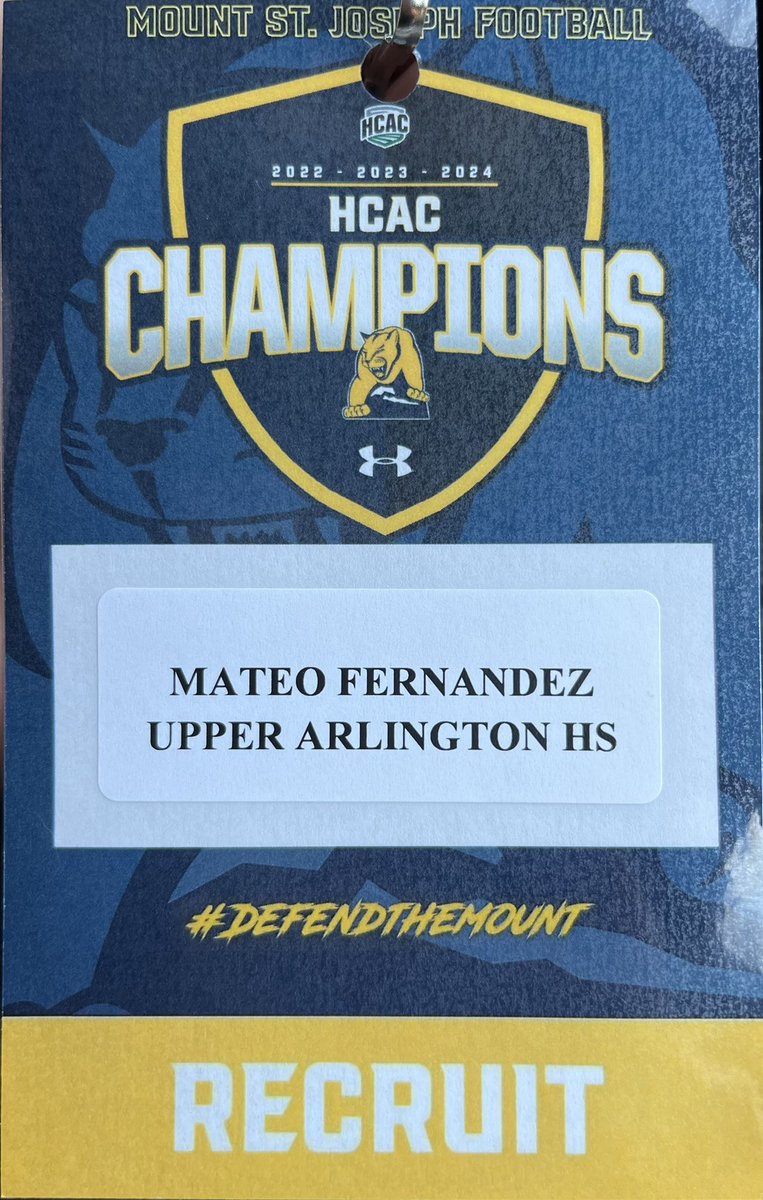 MOUNT ST. JOSEPH FOOTBALL
HCAC
2022 - 2023 - 2024
HCAC
CHAMPIONS
MATEO FERNANDEZ
UPPER ARLINGTON HS
#DEFENDTHEMOUNT
RECRUIT